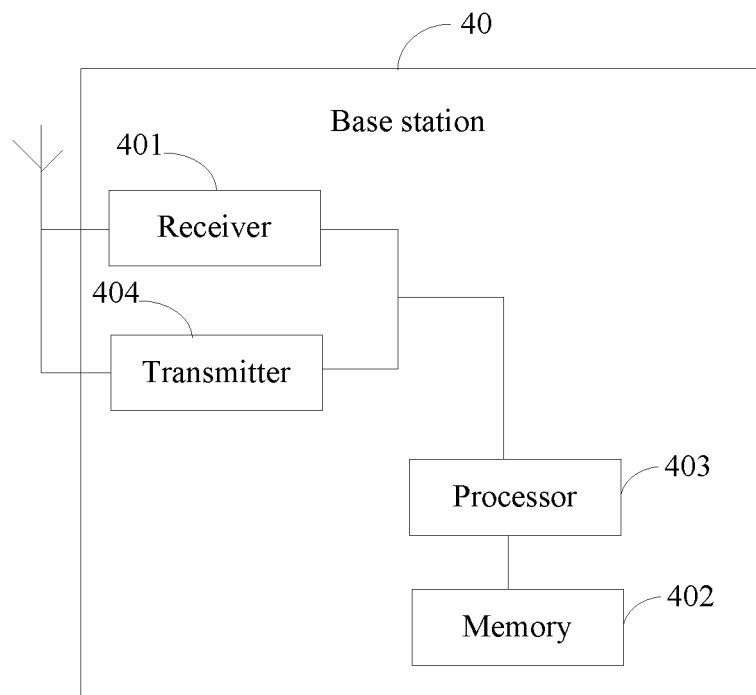 40
Base station
401
Receiver
404
Transmitter
403
Processor
402
Memory